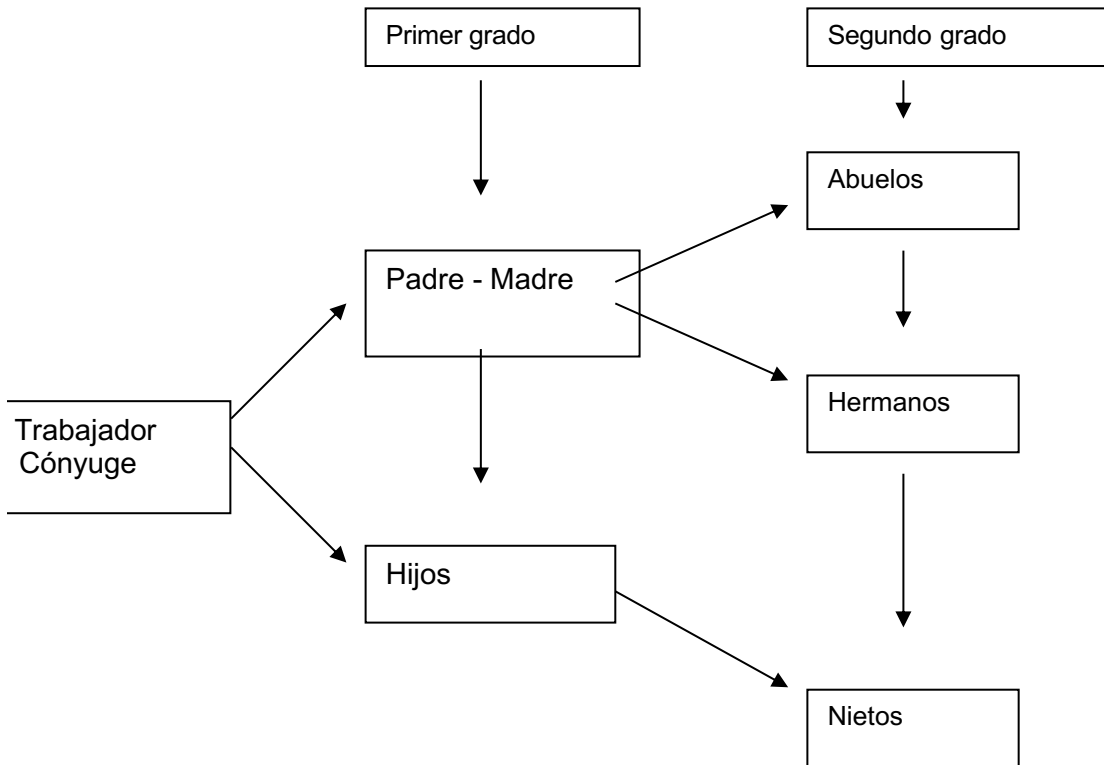 Primer grado
Segundo grado
Abuelos
Padre - Madre
Hermanos
Trabajador
Cónyuge
Hijos
Nietos